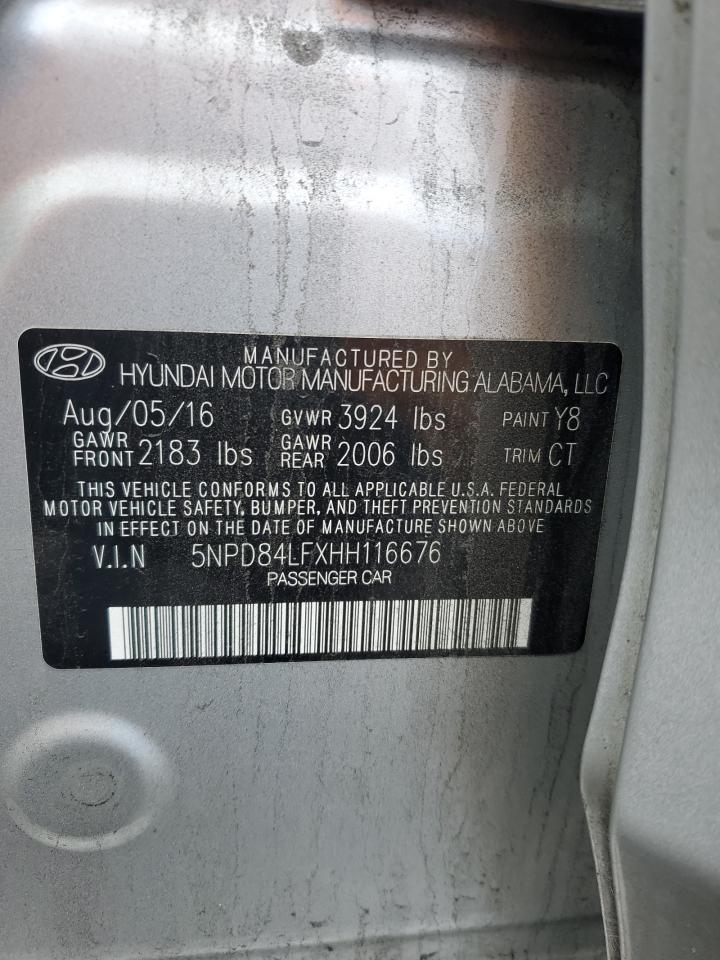 MANUFACTURED BY
HYUNDAI MOTOR MANUFACTURING ALABAMA, LLC
Aug/05/16 GVWR 3924 lbs PAINT Y8
GAWR FRONT 2183 lbs GAWR REAR 2006 lbs TRIM CT
THIS VEHICLE CONFORMS TO ALL APPLICABLE U.S.A. FEDERAL
MOTOR VEHICLE SAFETY, BUMPER, AND THEFT PREVENTION STANDARDS
IN EFFECT ON THE DATE OF MANUFACTURE SHOWN ABOVE
V.I.N 5NPD84LFXHH116676
PASSENGER CAR